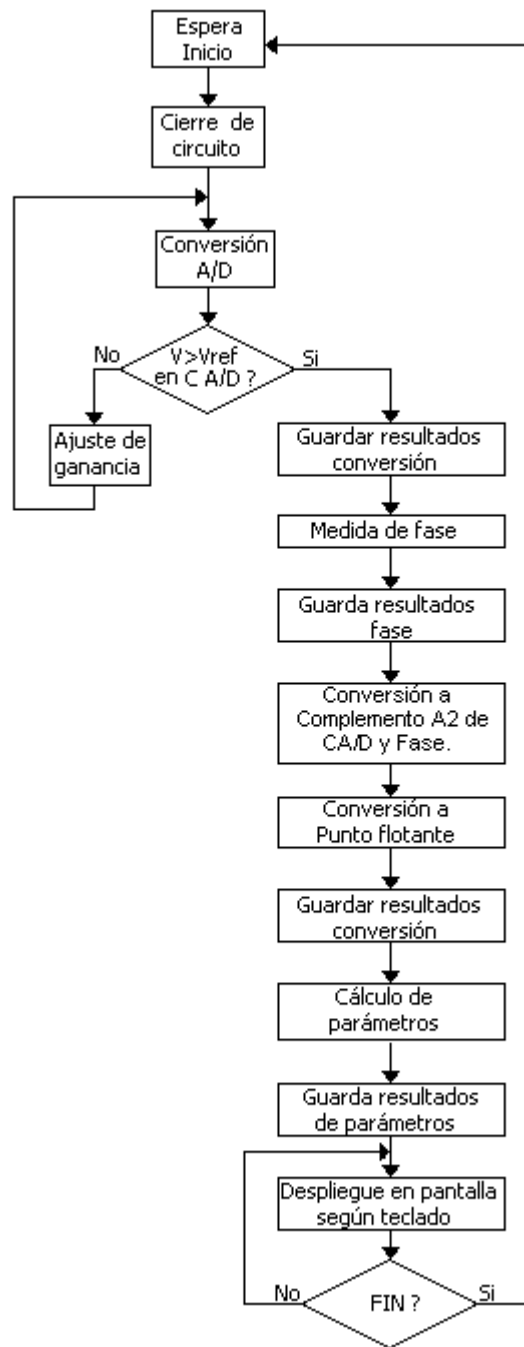 Espera
Inicio
Cierre de
circuito
Conversión
A/D
V>Vref
en C A/D ?
No
Si
Ajuste de
ganancia
Guardar resultados
conversión
Medida de fase
Guarda resultados
fase
Conversión a
Complemento A2 de
CA/D y Fase.
Conversión a
Punto flotante
Guardar resultados
conversión
Cálculo de
parámetros
Guarda resultados
de parámetros
Despliegue en pantalla
según teclado
No
FIN ?
Si